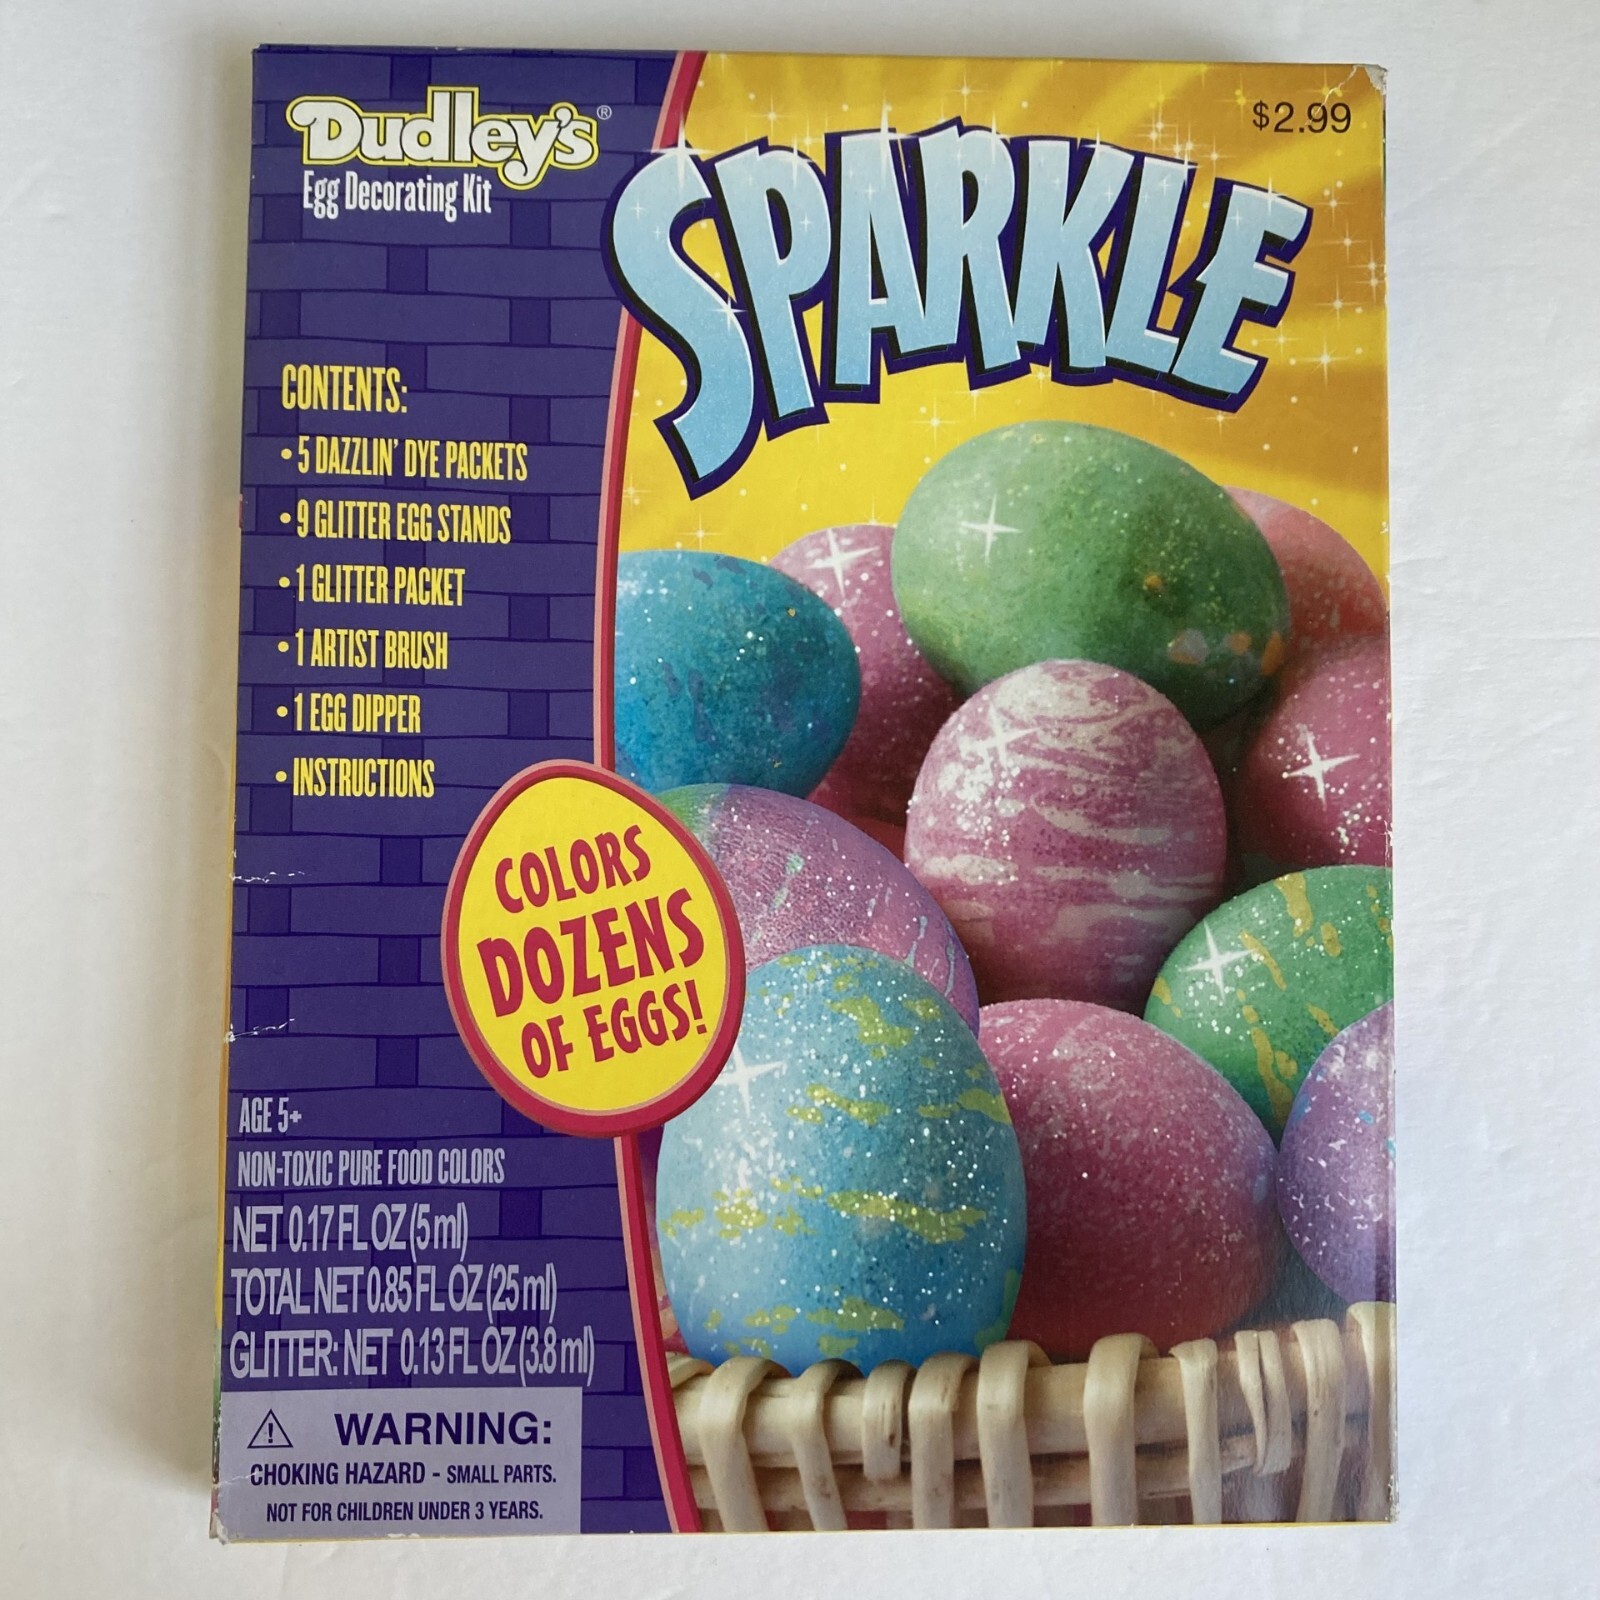 Dudley's®
Egg Decorating Kit
$2.99
SPARKLE
CONTENTS:
• 5 DAZZLIN' DYE PACKETS
• 9 GLITTER EGG STANDS
• 1 GLITTER PACKET
• 1 ARTIST BRUSH
• 1 EGG DIPPER
• INSTRUCTIONS
COLORS
DOZENS
OF EGGS!
AGE 5+
NON-TOXIC PURE FOOD COLORS
NET 0.17 FL OZ (5 ml)
TOTAL NET 0.85 FL OZ (25 ml)
GLITTER: NET 0.13 FL OZ (3.8 ml)
WARNING:
CHOKING HAZARD - SMALL PARTS.
NOT FOR CHILDREN UNDER 3 YEARS.